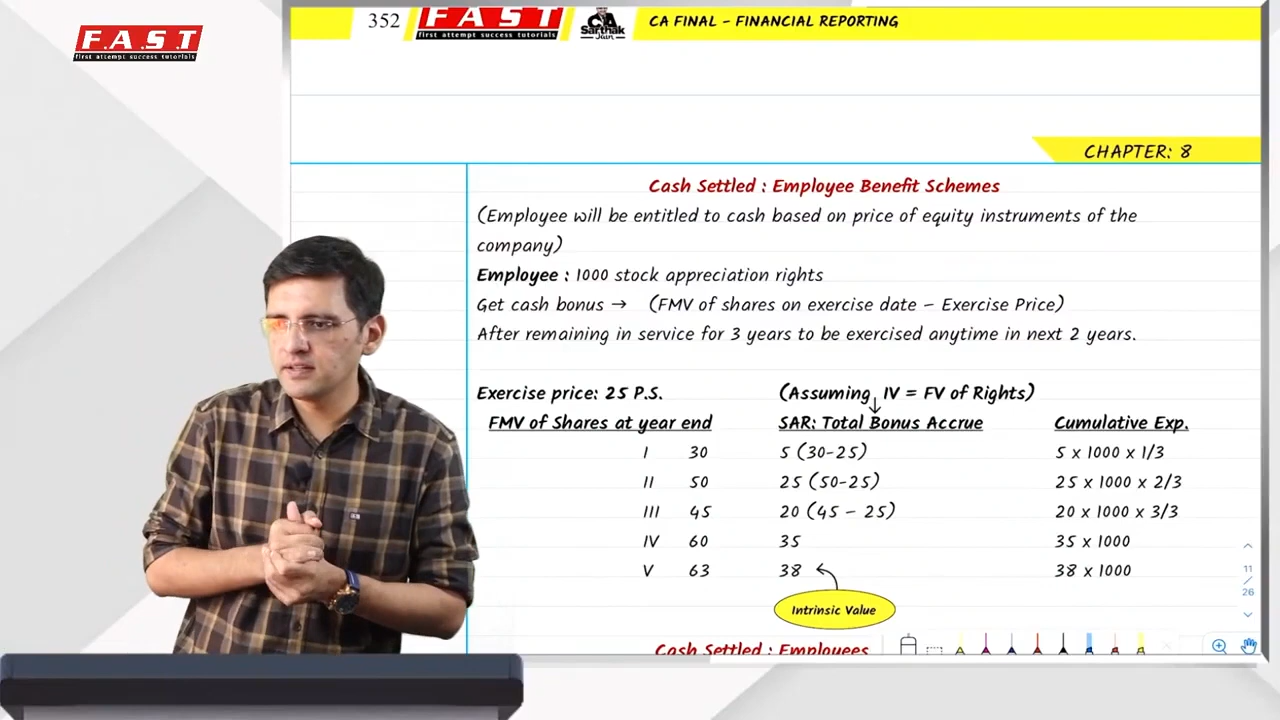 F.A.S.T
first attempt success tutorials
352
FAST
first attempt success tutorials
CA
Sarthak
Jain
CA FINAL - FINANCIAL REPORTING
CHAPTER: 8
Cash Settled : Employee Benefit Schemes
(Employee will be entitled to cash based on price of equity instruments of the
company)
Employee : 1000 stock appreciation rights
Get cash bonus → (FMV of shares on exercise date - Exercise Price)
After remaining in service for 3 years to be exercised anytime in next 2 years.
Exercise price: 25 P.S. (Assuming IV = FV of Rights)
FMV of Shares at year end SAR: Total Bonus Accrue Cumulative Exp.
I 30 5 (30-25) 5 x 1000 x 1/3
II 50 25 (50-25) 25 x 1000 x 2/3
III 45 20 (45 - 25) 20 x 1000 x 3/3
IV 60 35 35 x 1000
V 63 38 38 x 1000
Intrinsic Value
11
/
26
Cash Settled : Employees